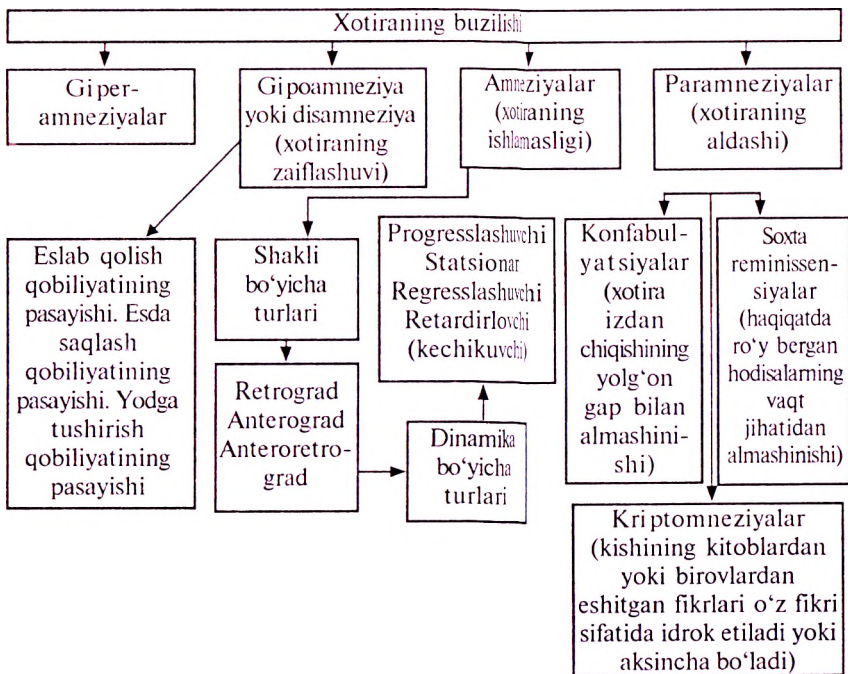 Xotiraning buzilishi
Giper-
amneziyalar
Gipoamneziya
yoki disamneziya
(xotiraning
zaiflashuvi)
Amneziyalar
(xotiraning
ishlamasligi)
Paramneziyalar
(xotiraning
aldashi)
Eslab qolish
qobiliyatining
pasayishi. Esda
saqlash
qobiliyatining
pasayishi. Yodga
tushirish
qobiliyatining
pasayishi
Shakli
bo‘yicha
turlari
Retrograd
Anterograd
Anteroretro-
grad
Dinamika
bo‘yicha
turlari
Progresslashuvchi
Statsionar
Regresslashuvchi
Retardirlovchi
(kechikuvchi)
Konfabul-
yatsiyalar
(xotira
izdan
chiqishining
yolg‘on
gap bilan
almashini-
shi)
Soxta
reminissen-
siyalar
(haqiqatda
ro‘y bergan
hodisalarning
vaqt
jihatidan
almashinishi)
Kriptomneziyalar
(kishining kitoblardan
yoki birovlardan
eshitgan fikrlari o‘z fikri
sifatida idrok etiladi yoki
aksincha bo‘ladi)